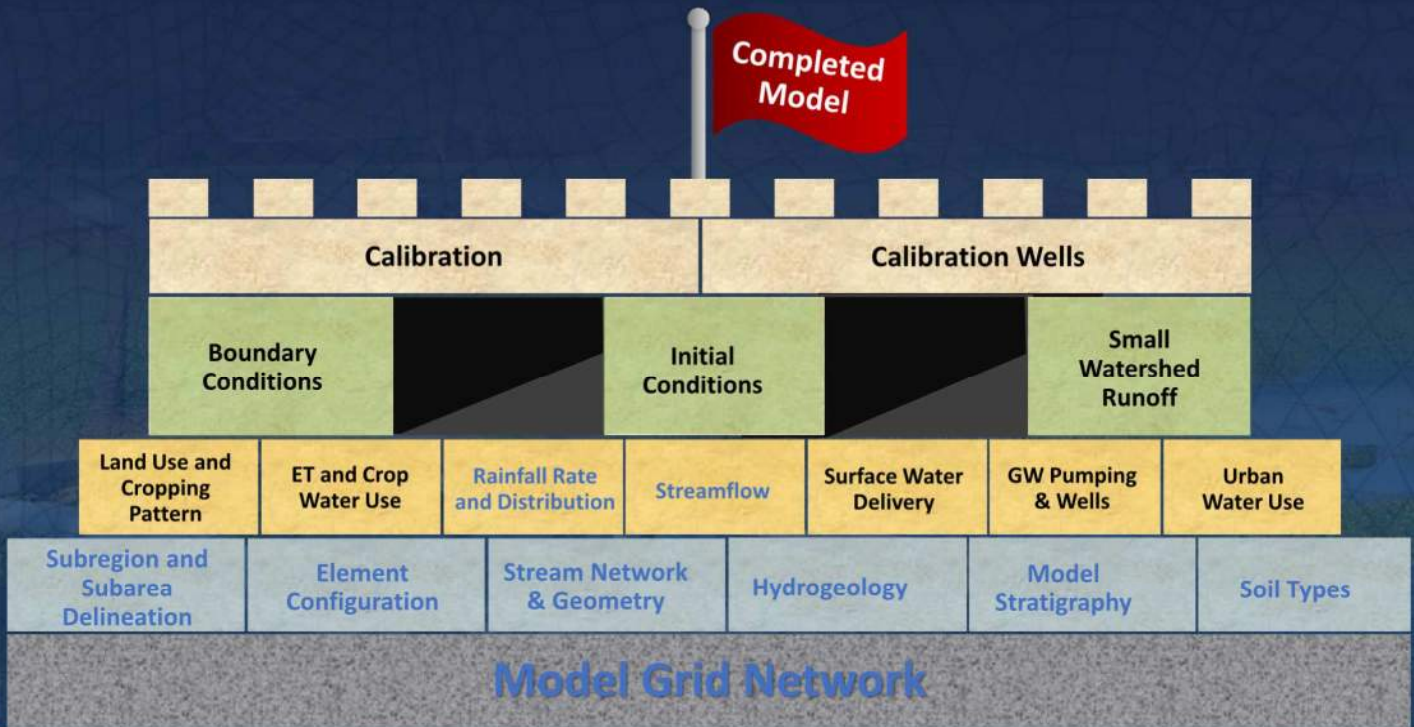 Completed
Model
Calibration
Calibration Wells
Boundary
Conditions
Initial
Conditions
Small
Watershed
Runoff
Land Use and
Cropping
Pattern
ET and Crop
Water Use
Rainfall Rate
and Distribution
Streamflow
Surface Water
Delivery
GW Pumping
& Wells
Urban
Water Use
Subregion and
Subarea
Delineation
Element
Configuration
Stream Network
& Geometry
Hydrogeology
Model
Stratigraphy
Soil Types
Model Grid Network